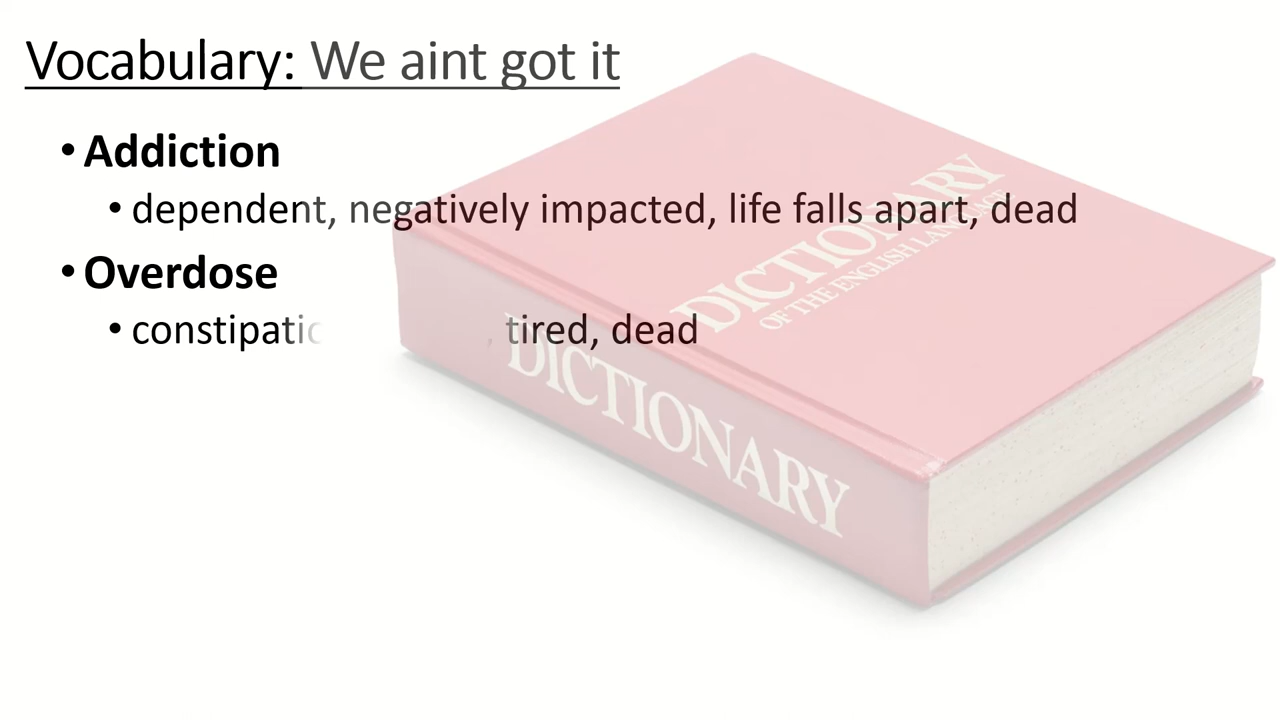 Vocabulary: We aint got it
• Addiction
• dependent, negatively impacted, life falls apart, dead
• Overdose
• , tired, dead
DICTIONARY
OF THE ENGLISH LANGUAGE
DICTIONARY